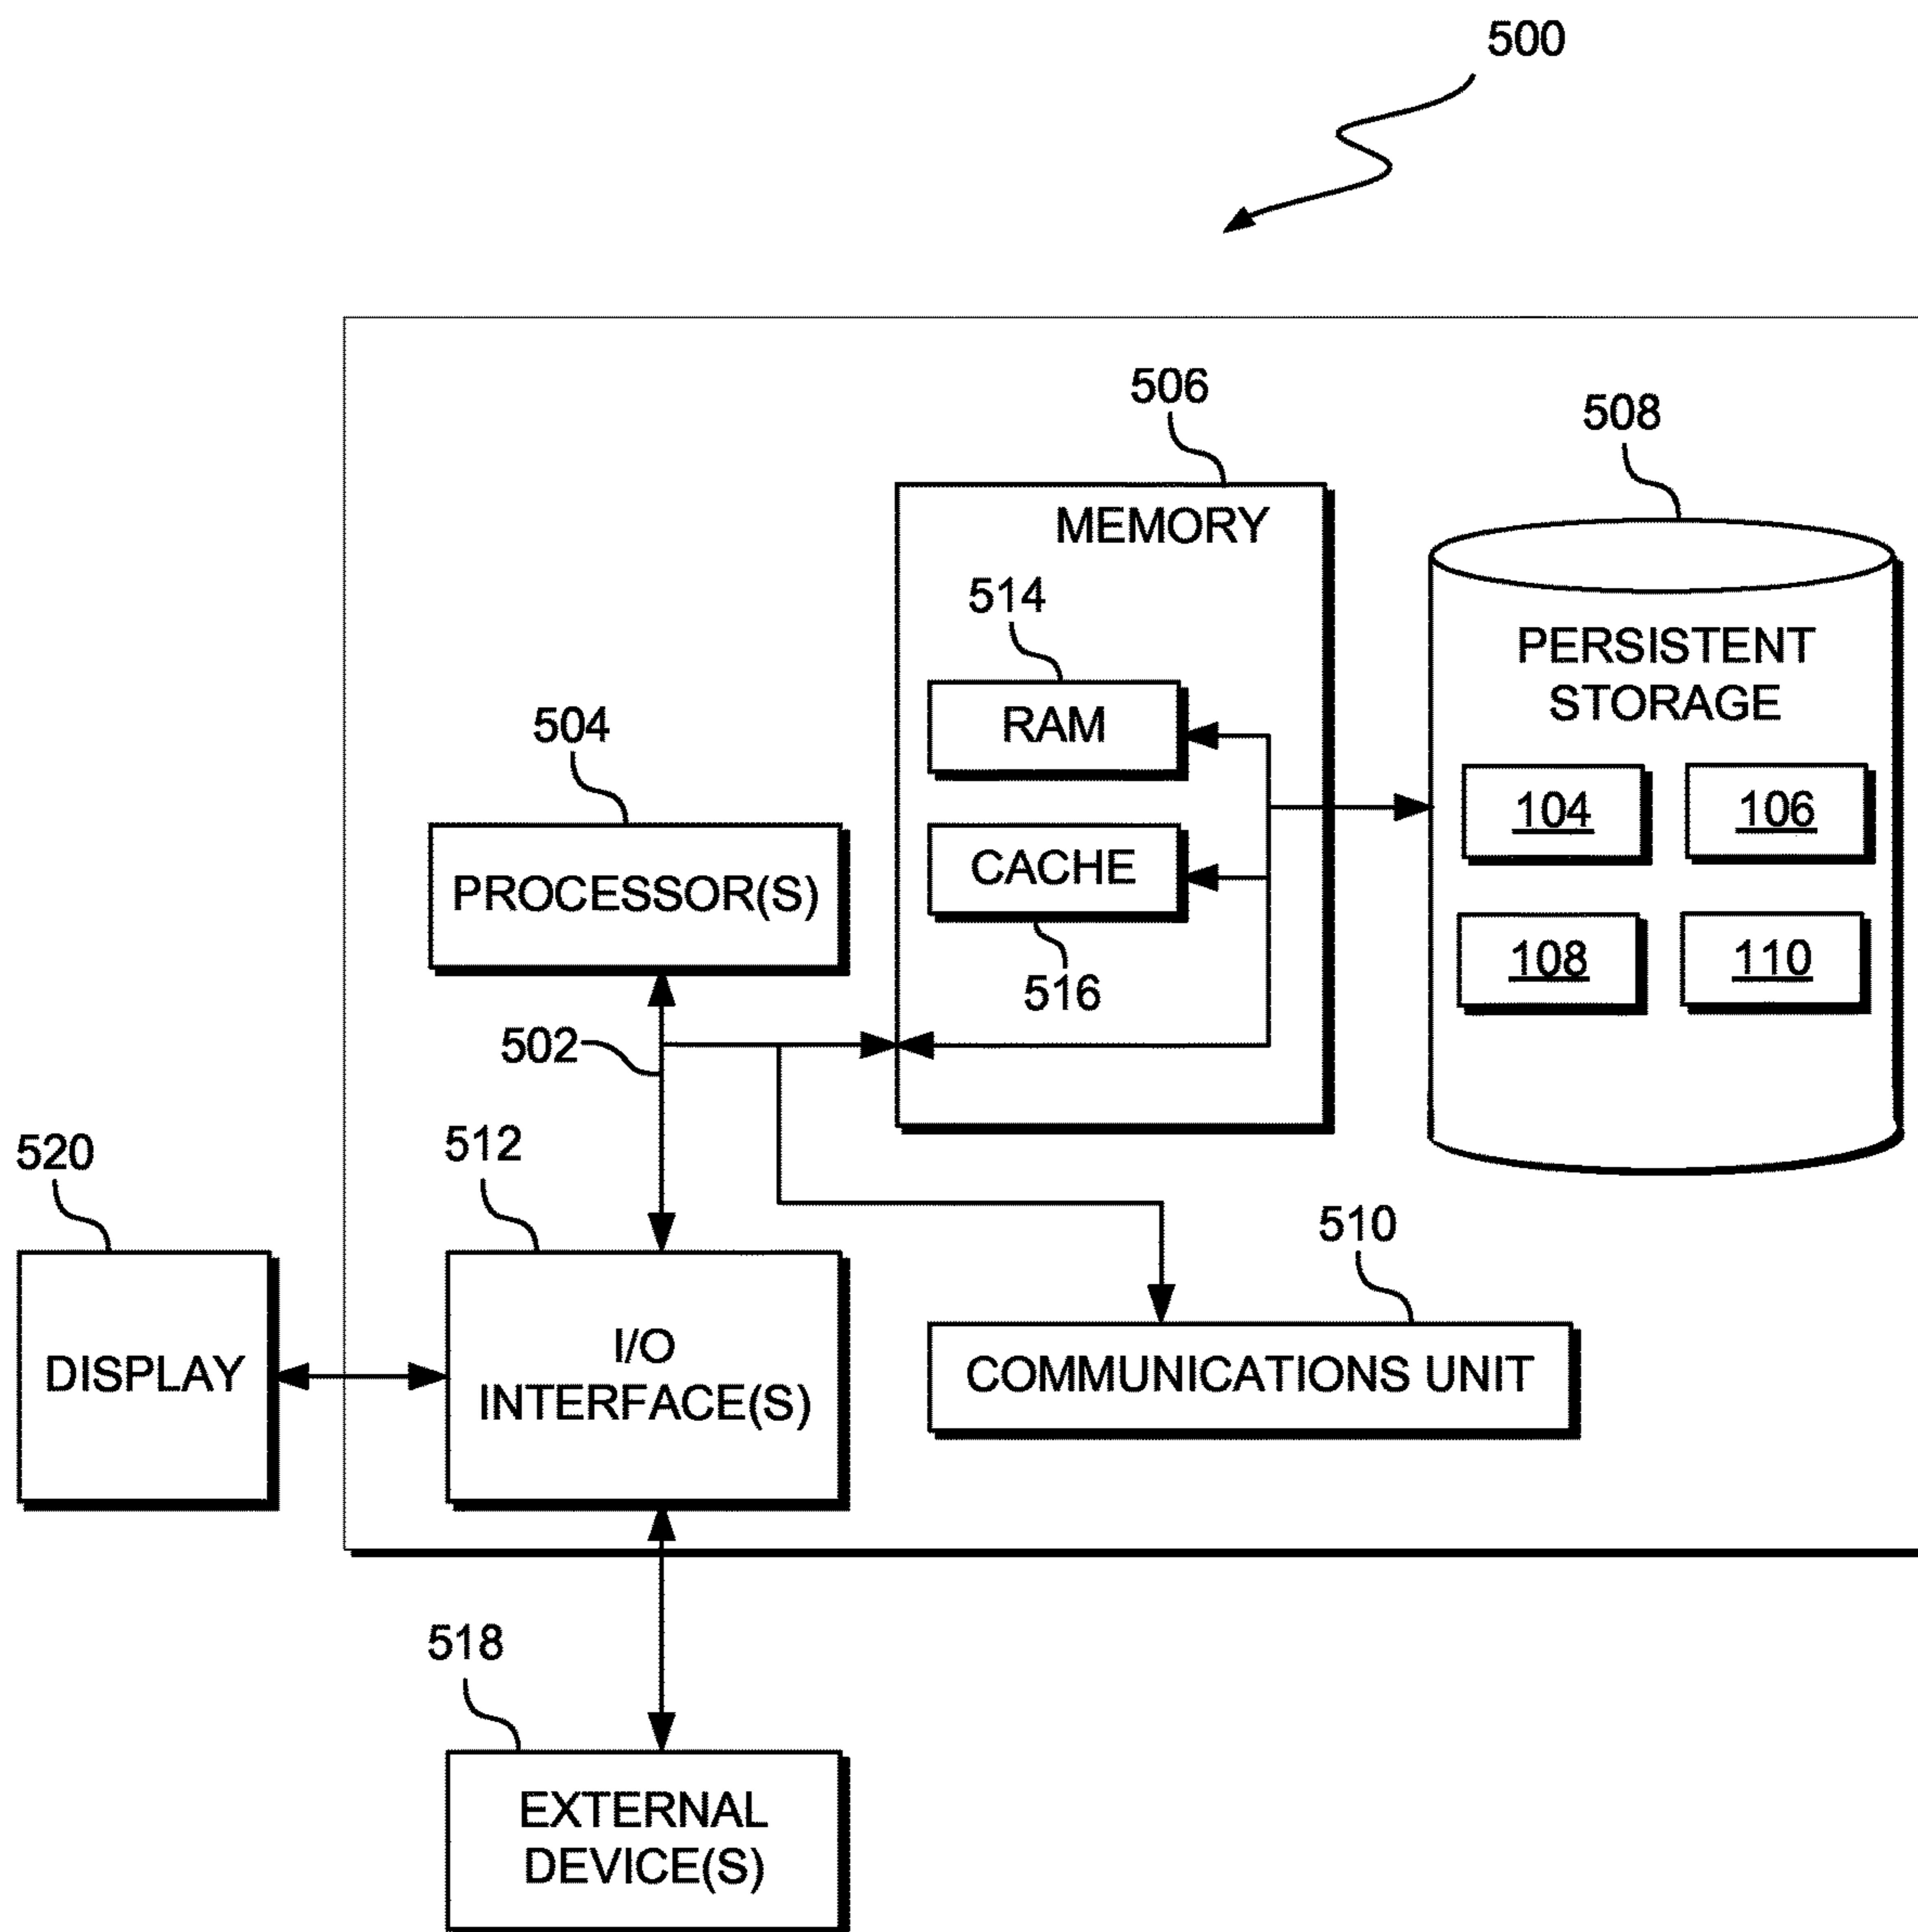 500
506
508
MEMORY
514
RAM
PERSISTENT
STORAGE
504
104
106
PROCESSOR(S)
CACHE
108
110
516
502
520
512
510
DISPLAY
I/O
INTERFACE(S)
COMMUNICATIONS UNIT
518
EXTERNAL
DEVICE(S)